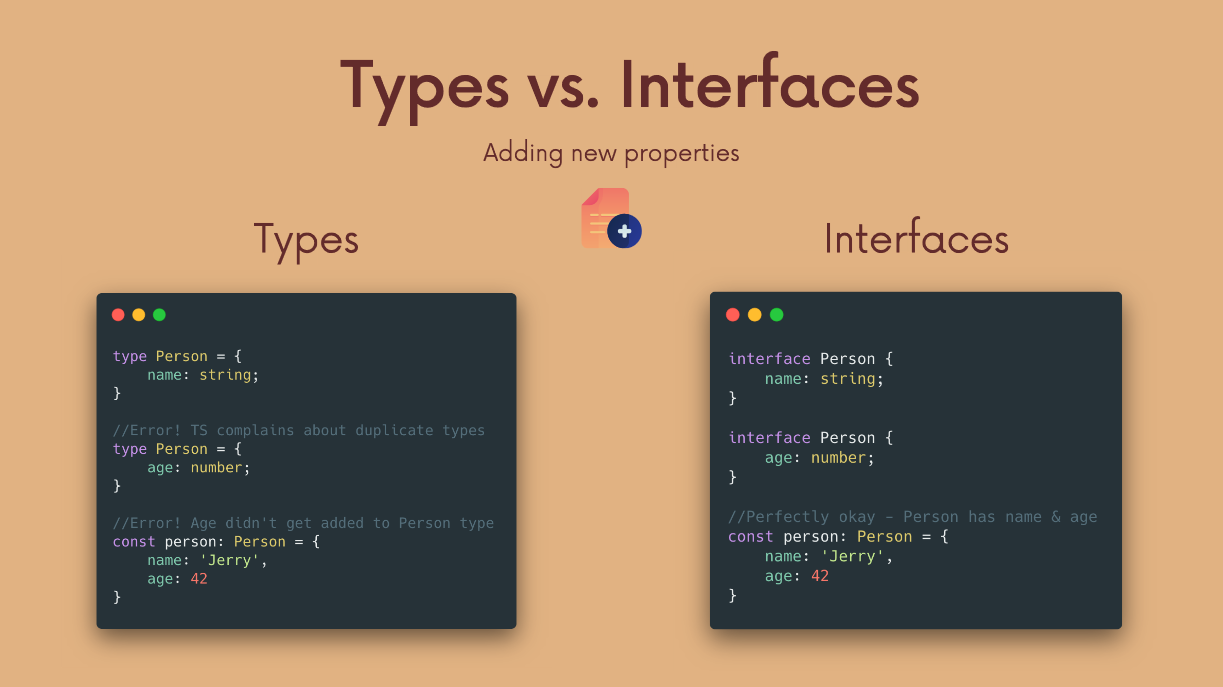 Types vs. Interfaces
Adding new properties
Types
type Person = {
    name: string;
}
//Error! TS complains about duplicate types
type Person = {
    age: number;
}
//Error! Age didn't get added to Person type
const person: Person = {
    name: 'Jerry',
    age: 42
}
Interfaces
interface Person {
    name: string;
}
interface Person {
    age: number;
}
//Perfectly okay - Person has name & age
const person: Person = {
    name: 'Jerry',
    age: 42
}